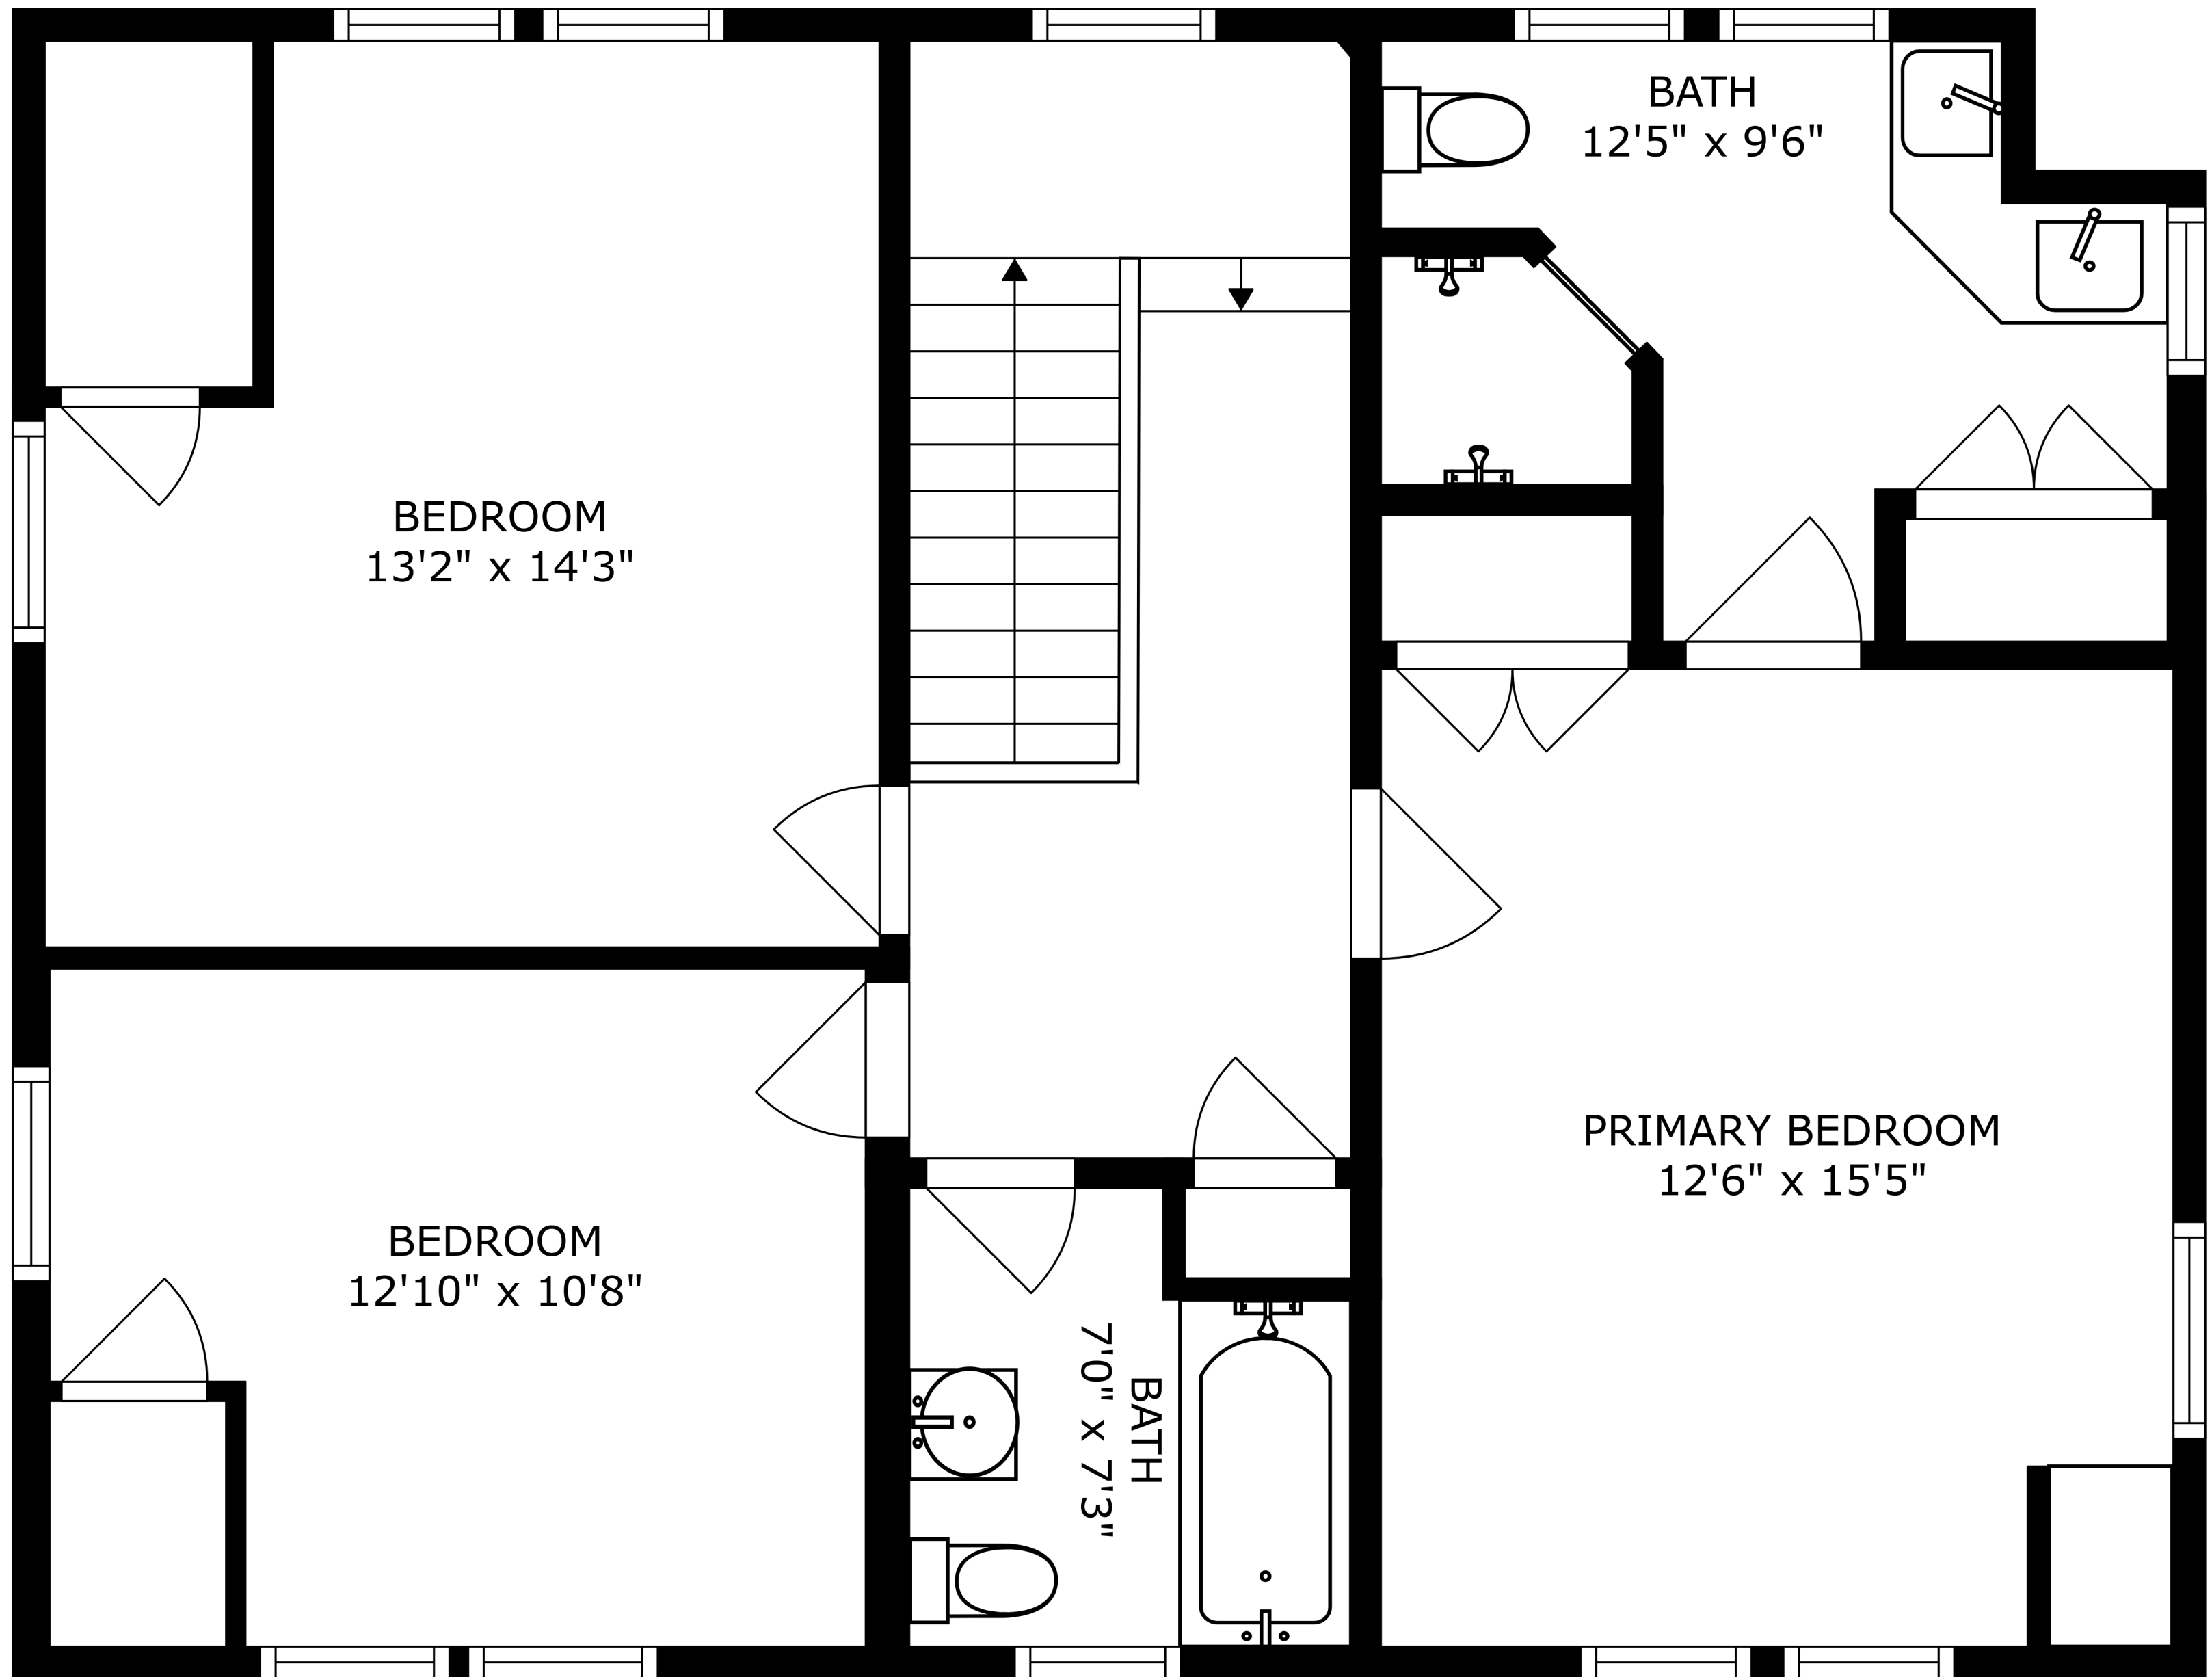 BATH
12'5" x 9'6"
BEDROOM
13'2" x 14'3"
PRIMARY BEDROOM
12'6" x 15'5"
BEDROOM
12'10" x 10'8"
BATH
7'0" x 7'3"